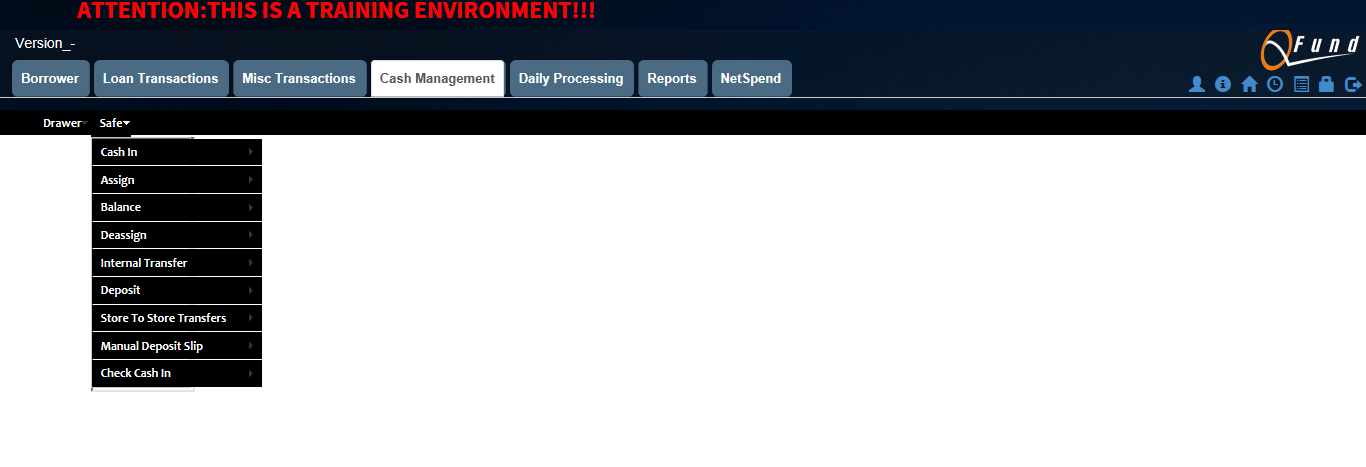 ATTENTION:THIS IS A TRAINING ENVIRONMENT!!!
Version_-
QFund
Borrower Loan Transactions Misc Transactions Cash Management Daily Processing Reports NetSpend
Drawer Safe
Cash In
Assign
Balance
Deassign
Internal Transfer
Deposit
Store To Store Transfers
Manual Deposit Slip
Check Cash In